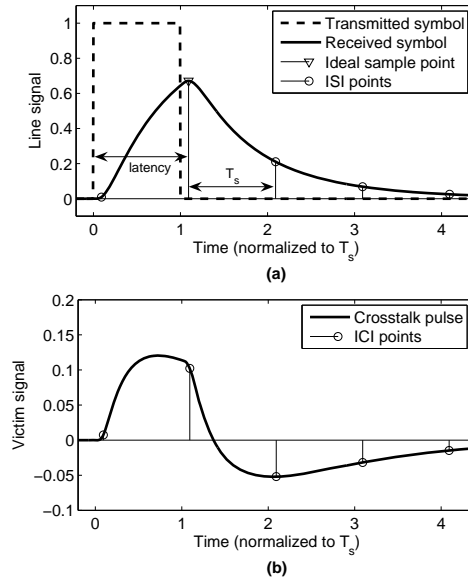 Transmitted symbol
Received symbol
Ideal sample point
ISI points
1
0.8
0.6
0.4
0.2
0
Line signal
latency
T_s
0 1 2 3 4
Time (normalized to T_s)
(a)
Crosstalk pulse
ICI points
0.2
0.15
0.1
0.05
0
−0.05
−0.1
Victim signal
0 1 2 3 4
Time (normalized to T_s)
(b)